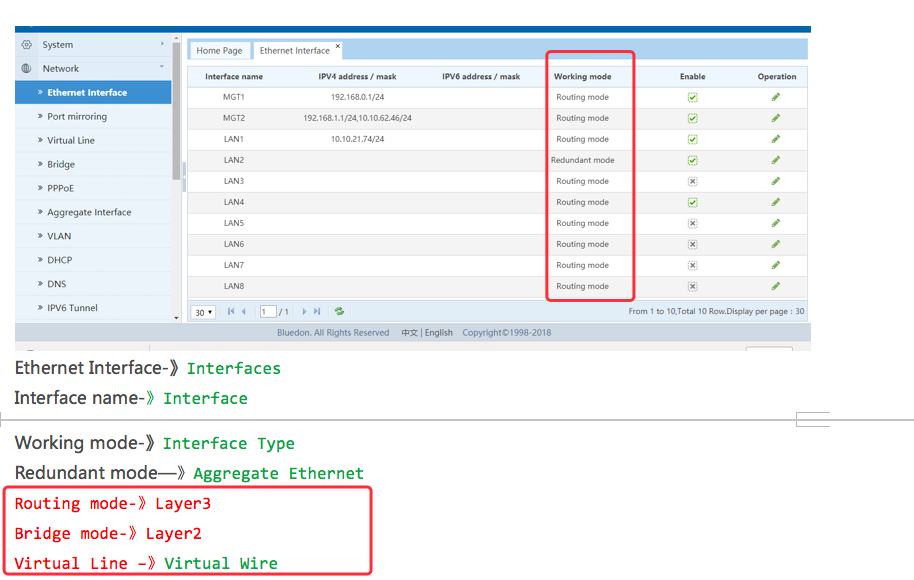 System
Network
» Ethernet Interface
» Port mirroring
» Virtual Line
» Bridge
» PPPoE
» Aggregate Interface
» VLAN
» DHCP
» DNS
» IPV6 Tunnel
Home Page Ethernet Interface ×
Interface name IPV4 address / mask IPV6 address / mask Working mode Enable Operation
MGT1 192.168.0.1/24 Routing mode
MGT2 192.168.1.1/24,10.10.62.46/24 Routing mode
LAN1 10.10.21.74/24 Routing mode
LAN2 Redundant mode
LAN3 Routing mode
LAN4 Routing mode
LAN5 Routing mode
LAN6 Routing mode
LAN7 Routing mode
LAN8 Routing mode
30 1 / 1 From 1 to 10,Total 10 Row.Display per page : 30
Bluedon. All Rights Reserved 中文 | English Copyright©1998-2018
Ethernet Interface-》Interfaces
Interface name-》Interface
Working mode-》Interface Type
Redundant mode—》Aggregate Ethernet
Routing mode-》Layer3
Bridge mode-》Layer2
Virtual Line –》Virtual Wire